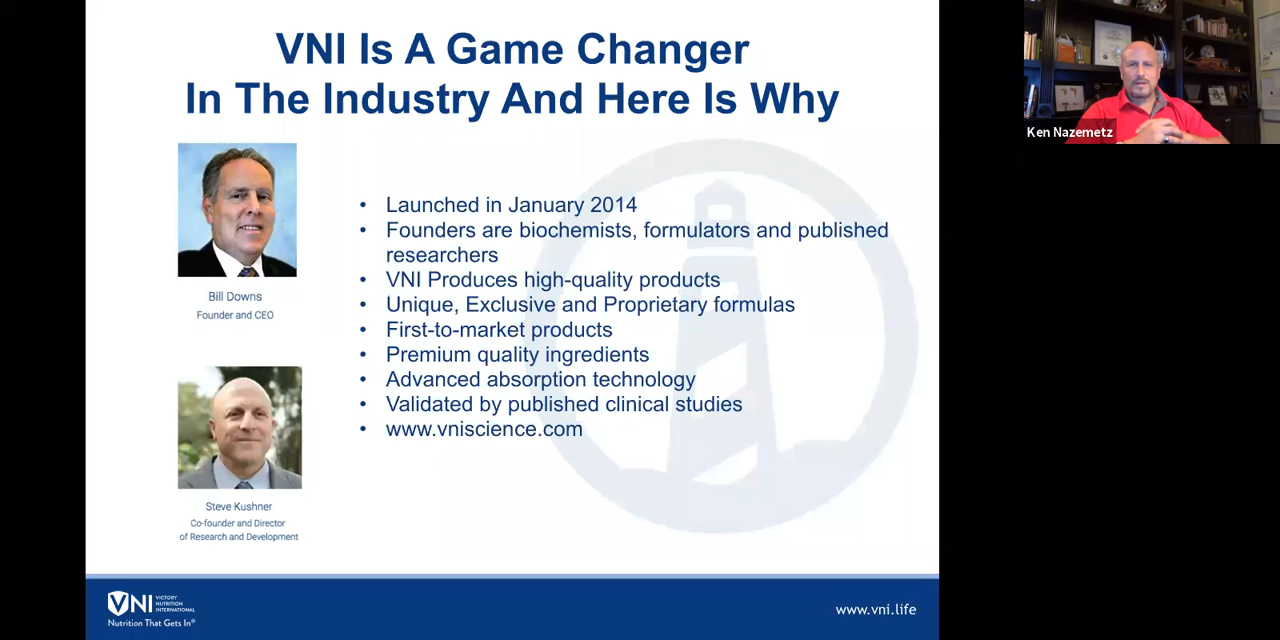 VNI Is A Game Changer
In The Industry And Here Is Why
Bill Downs
Founder and CEO
Steve Kushner
Co-founder and Director
of Research and Development
• Launched in January 2014
• Founders are biochemists, formulators and published
researchers
• VNI Produces high-quality products
• Unique, Exclusive and Proprietary formulas
• First-to-market products
• Premium quality ingredients
• Advanced absorption technology
• Validated by published clinical studies
• www.vniscience.com
VNI
VICTORY
NUTRITION
INTERNATIONAL
Nutrition That Gets In®
www.vni.life
Ken Nazemetz